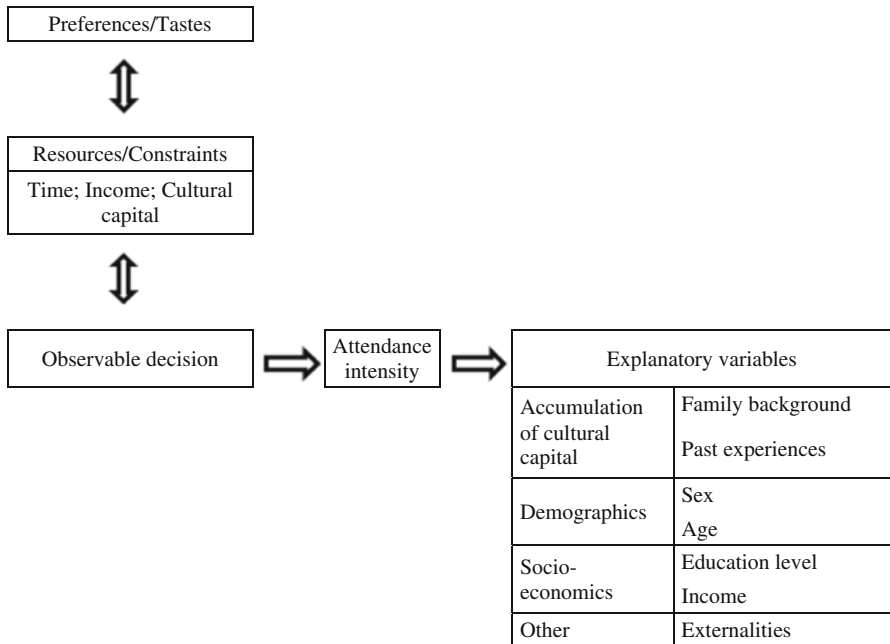 Preferences/Tastes
Resources/Constraints
Time; Income; Cultural
capital
Observable decision
Attendance
intensity
Explanatory variables
Accumulation
of cultural
capital
Family background
Past experiences
Demographics
Sex
Age
Socio-
economics
Education level
Income
Other
Externalities